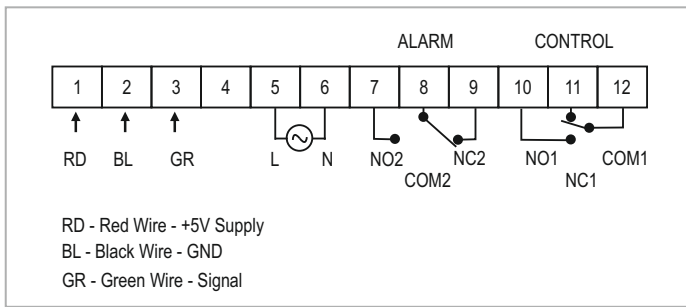 ALARM CONTROL
1 2 3 4 5 6 7 8 9 10 11 12
RD BL GR L N NO2 NC2 NO1 COM1
COM2 NC1
RD - Red Wire - +5V Supply
BL - Black Wire - GND
GR - Green Wire - Signal